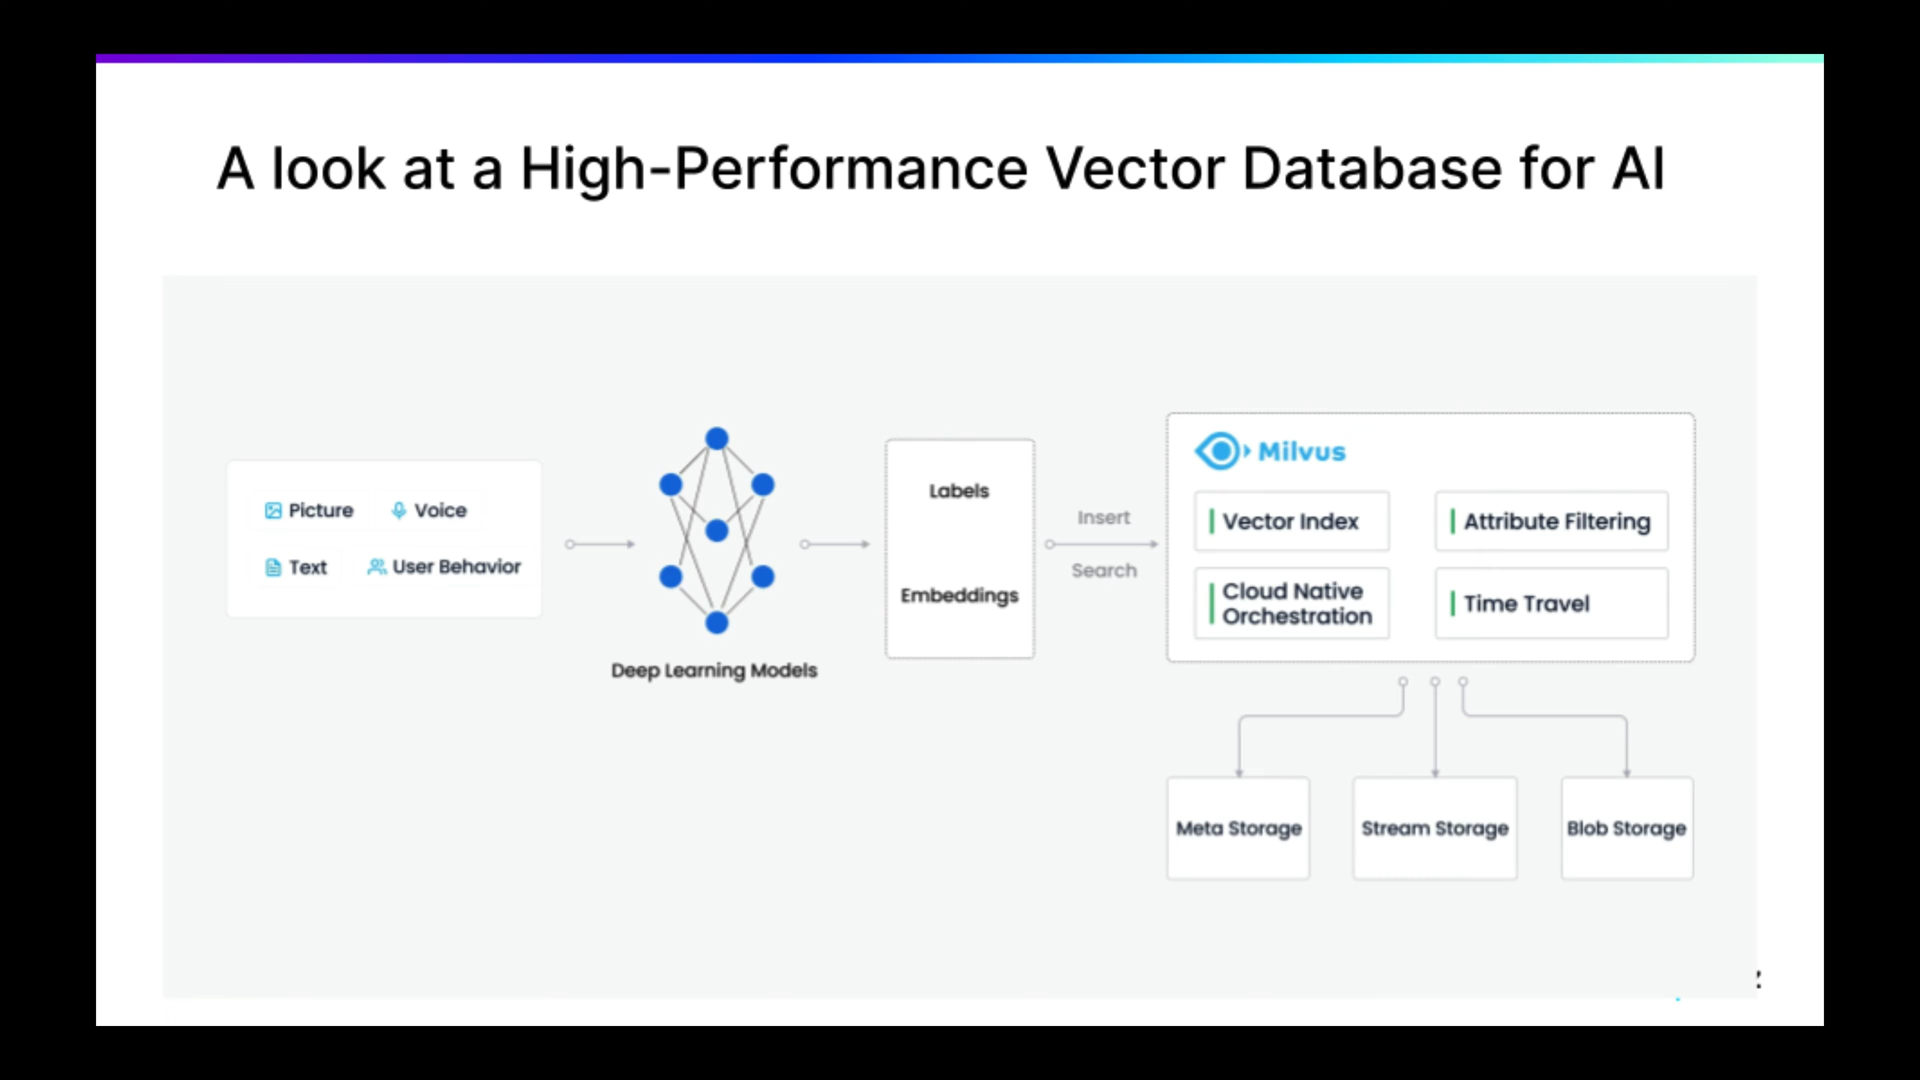 A look at a High-Performance Vector Database for AI
Picture
Voice
Text
User Behavior
Deep Learning Models
Labels
Embeddings
Insert
Search
Milvus
Vector Index
Attribute Filtering
Cloud Native
Orchestration
Time Travel
Meta Storage
Stream Storage
Blob Storage